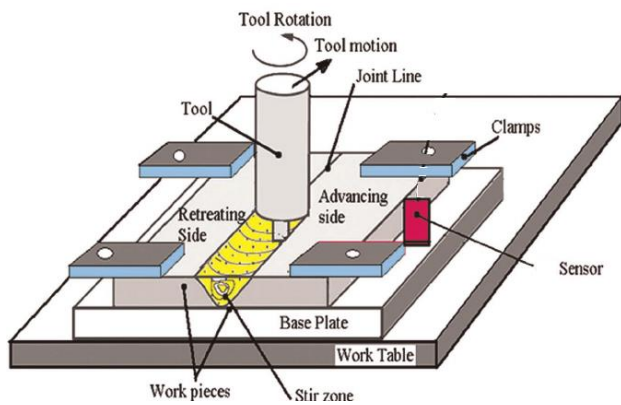 Tool Rotation
Tool motion
Joint Line
Tool
Clamps
Retreating
Side
Advancing
side
Sensor
Base Plate
Work Table
Work pieces
Stir zone